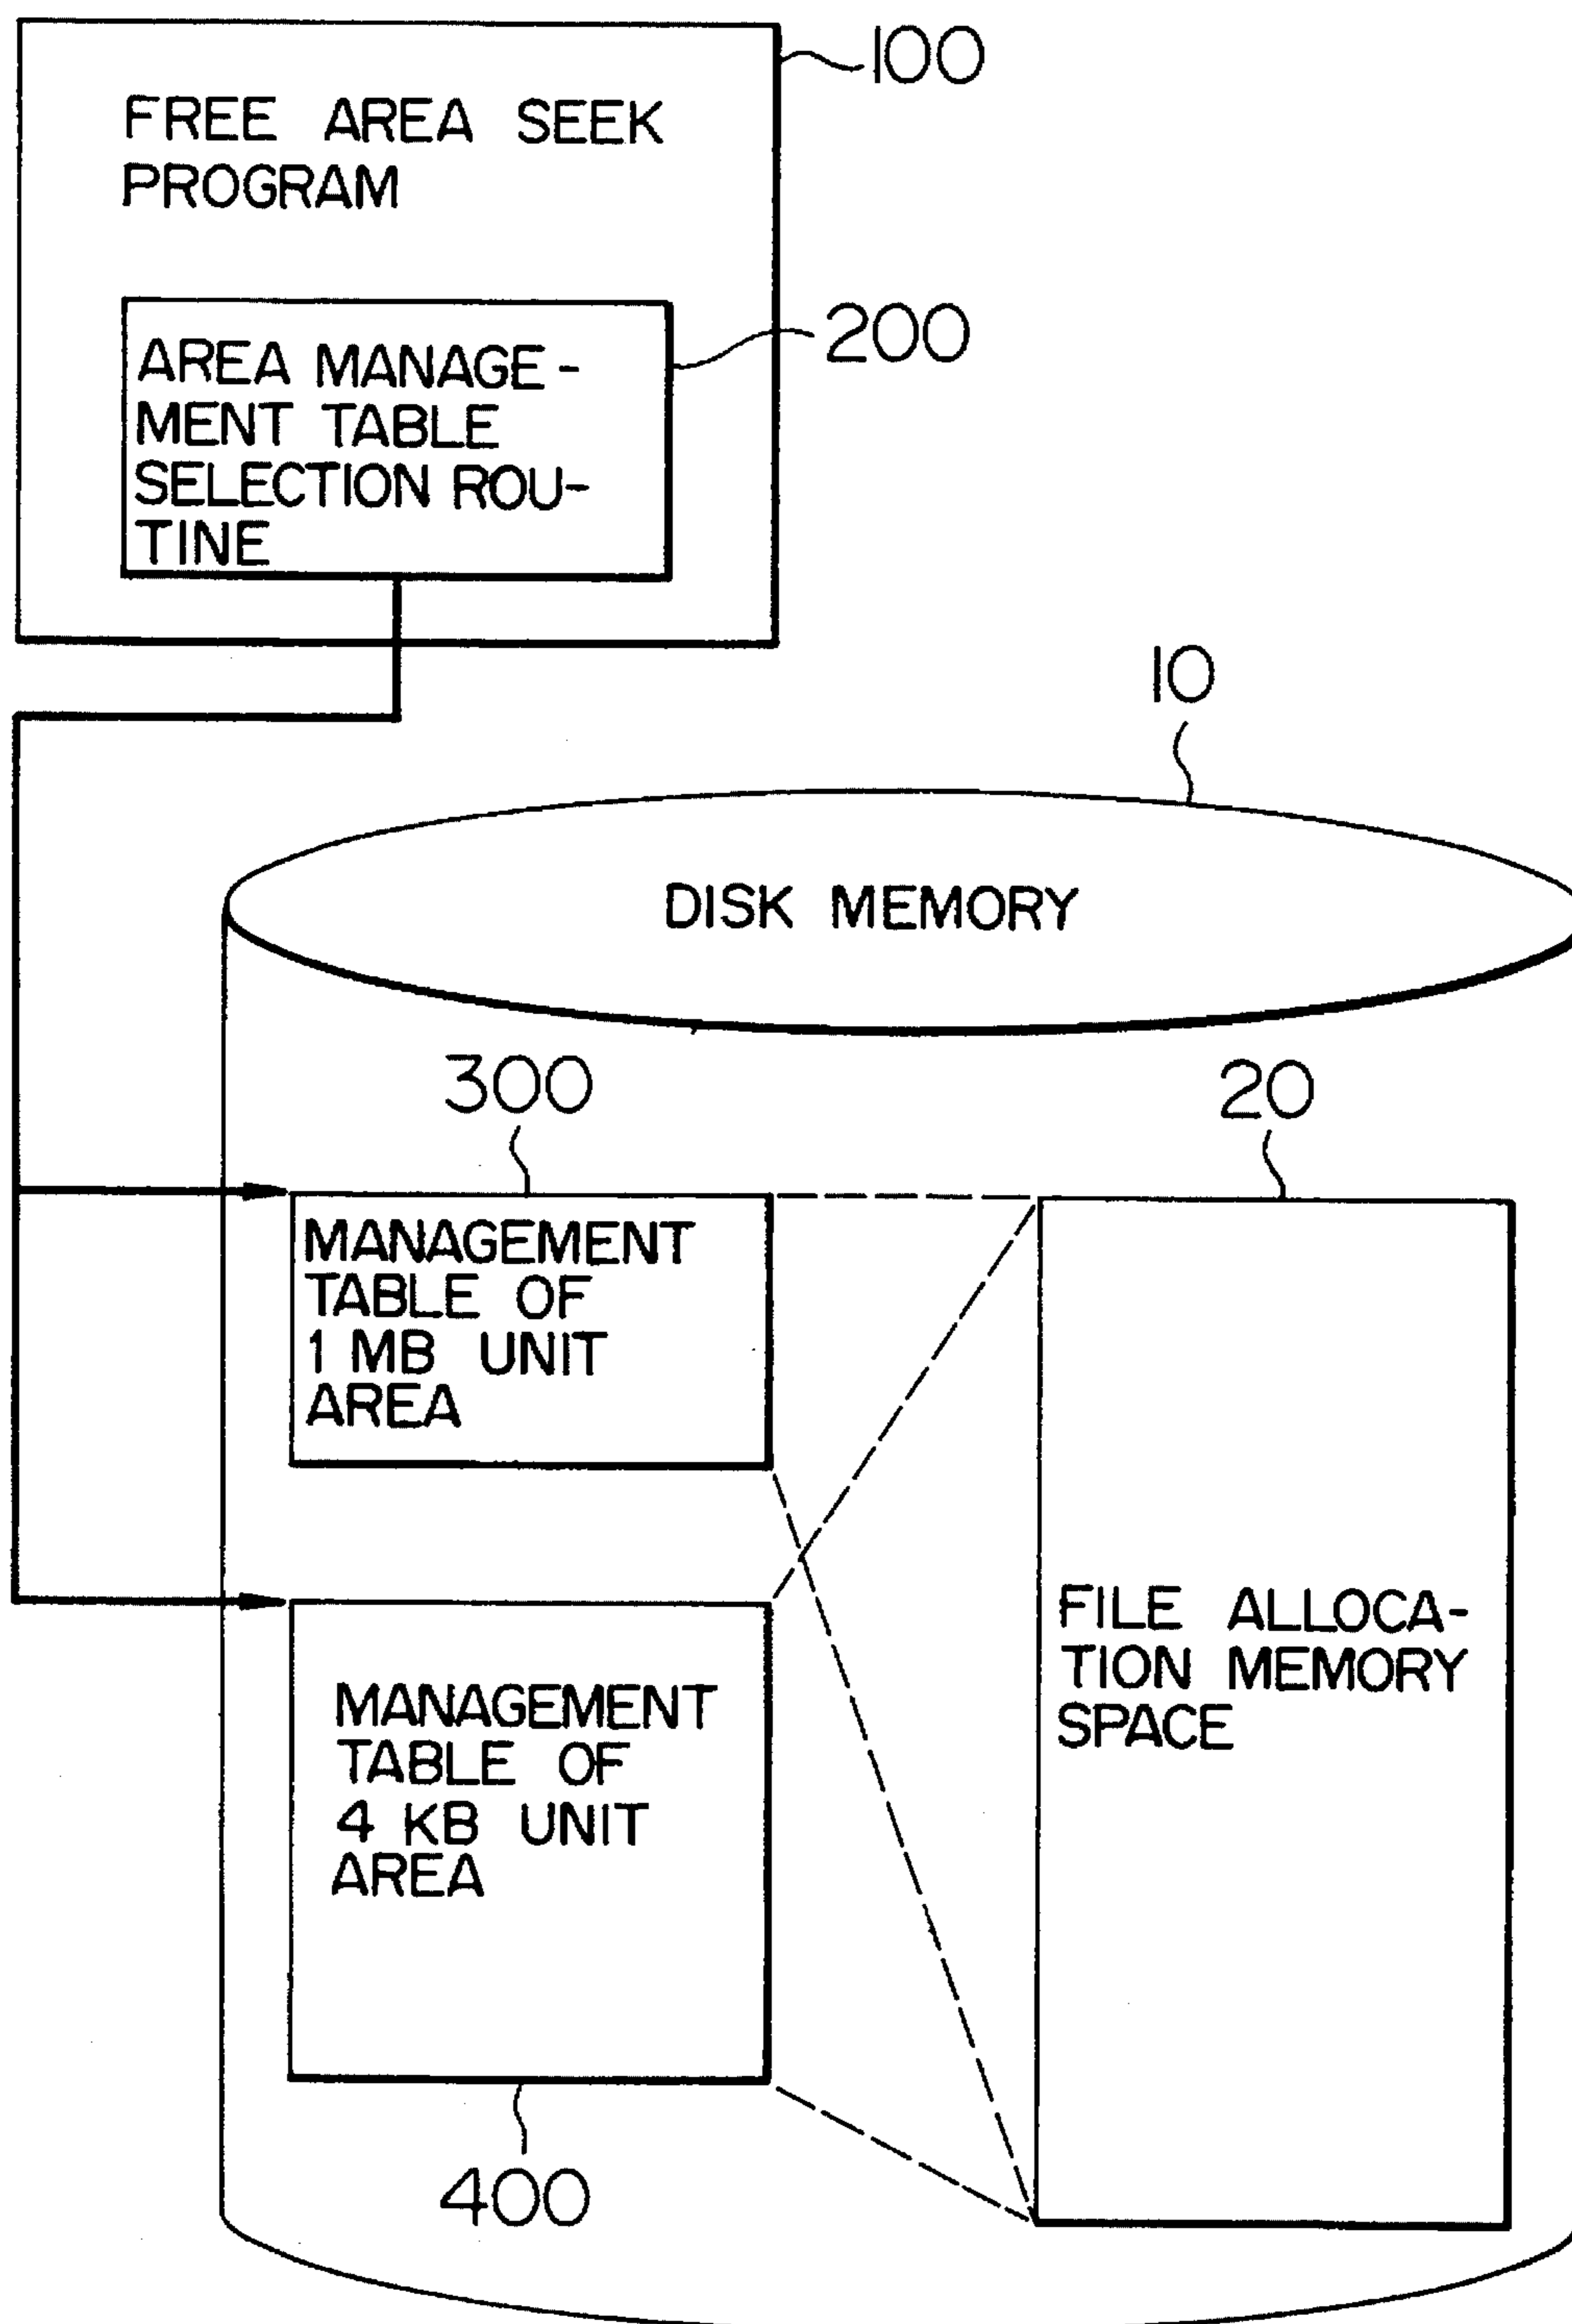 100
FREE AREA SEEK
PROGRAM
200
AREA MANAGE-
MENT TABLE
SELECTION ROU-
TINE
10
DISK MEMORY
300
20
MANAGEMENT
TABLE OF
1 MB UNIT
AREA
FILE ALLOCA-
TION MEMORY
SPACE
MANAGEMENT
TABLE OF
4 KB UNIT
AREA
400